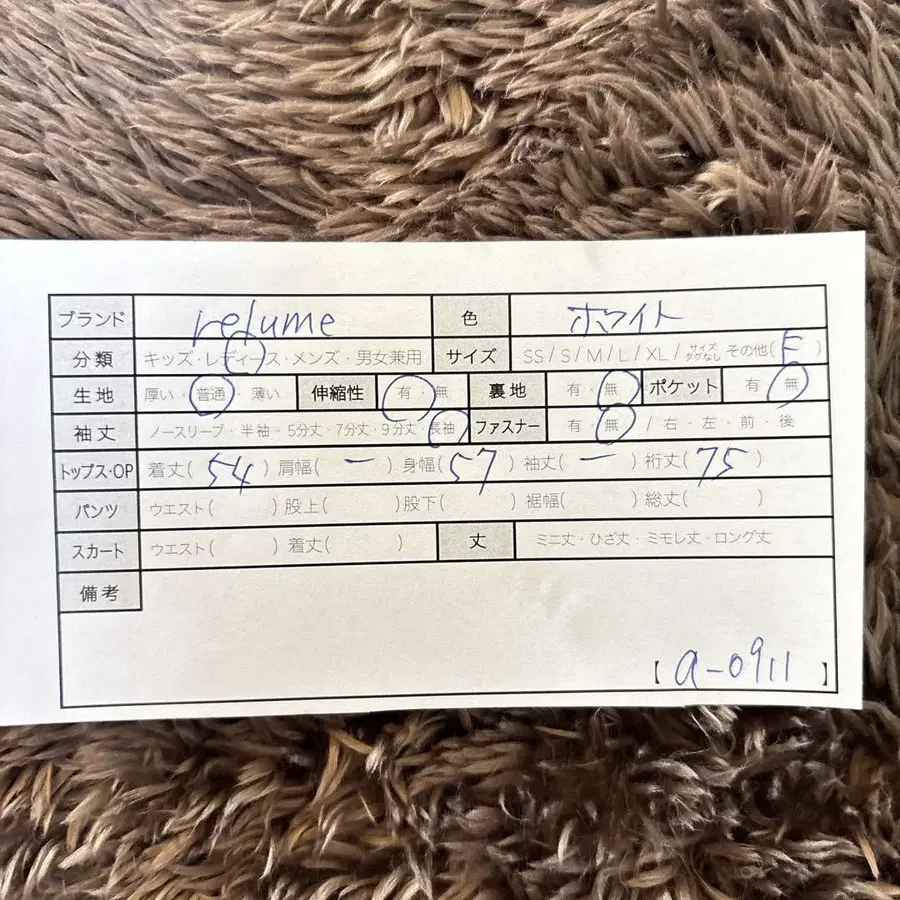 ブランド relume 色 ホワイト
分類 キッズ・レディース・メンズ・男女兼用 サイズ SS/S/M/L/XL/サイズタグなし その他(F)
生地 厚い・普通・薄い 伸縮性 有・無 裏地 有・無 ポケット 有・無
袖丈 ノースリーブ・半袖・5分丈・7分丈・9分丈・長袖 ファスナー 有・無 / 右・左・前・後
トップス・OP 着丈(54) 肩幅(ー) 身幅(57) 袖丈(ー) 裄丈(75)
パンツ ウエスト( ) 股上( ) 股下( ) 裾幅( ) 総丈( )
スカート ウエスト( ) 着丈( ) 丈 ミニ丈・ひざ丈・ミモレ丈・ロング丈
備考
【a-0911】